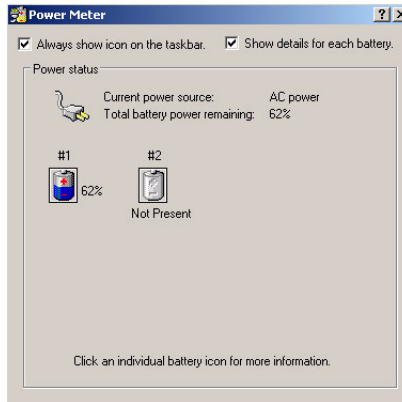 Power Meter
Always show icon on the taskbar. Show details for each battery.
Power status
Current power source: AC power
Total battery power remaining: 62%
#1 #2
62%
Not Present
Click an individual battery icon for more information.